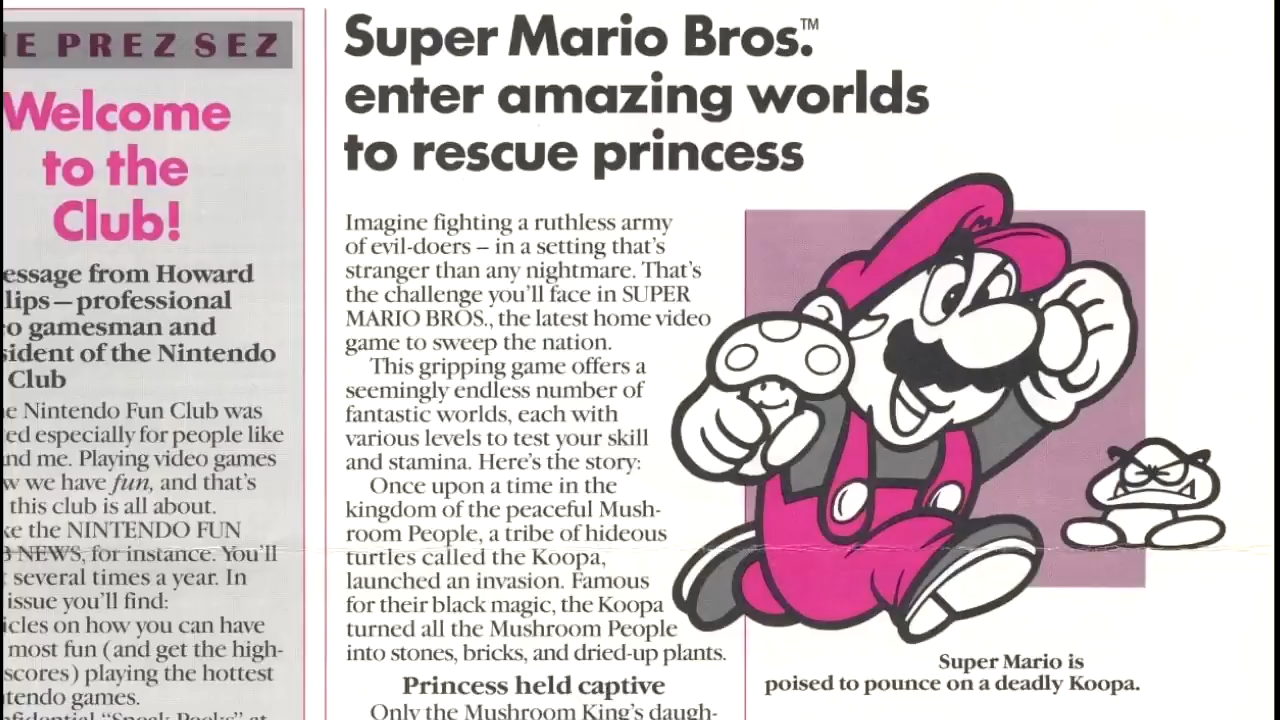 E PREZ SEZ
Welcome
to the
Club!
essage from Howard
lips – professional
o gamesman and
sident of the Nintendo
Club
e Nintendo Fun Club was
ed especially for people like
nd me. Playing video games
w we have fun, and that's
this club is all about.
ke the NINTENDO FUN
B NEWS, for instance. You'll
several times a year. In
issue you'll find:
icles on how you can have
most fun (and get the high-
scores) playing the hottest
tendo games.
fidential "Sneak Peeks" at
Super Mario Bros.™
enter amazing worlds
to rescue princess
Imagine fighting a ruthless army
of evil-doers – in a setting that's
stranger than any nightmare. That's
the challenge you'll face in SUPER
MARIO BROS., the latest home video
game to sweep the nation.
This gripping game offers a
seemingly endless number of
fantastic worlds, each with
various levels to test your skill
and stamina. Here's the story:
Once upon a time in the
kingdom of the peaceful Mush-
room People, a tribe of hideous
turtles called the Koopa,
launched an invasion. Famous
for their black magic, the Koopa
turned all the Mushroom People
into stones, bricks, and dried-up plants.
Princess held captive
Only the Mushroom King's daugh-
M
Super Mario is
poised to pounce on a deadly Koopa.